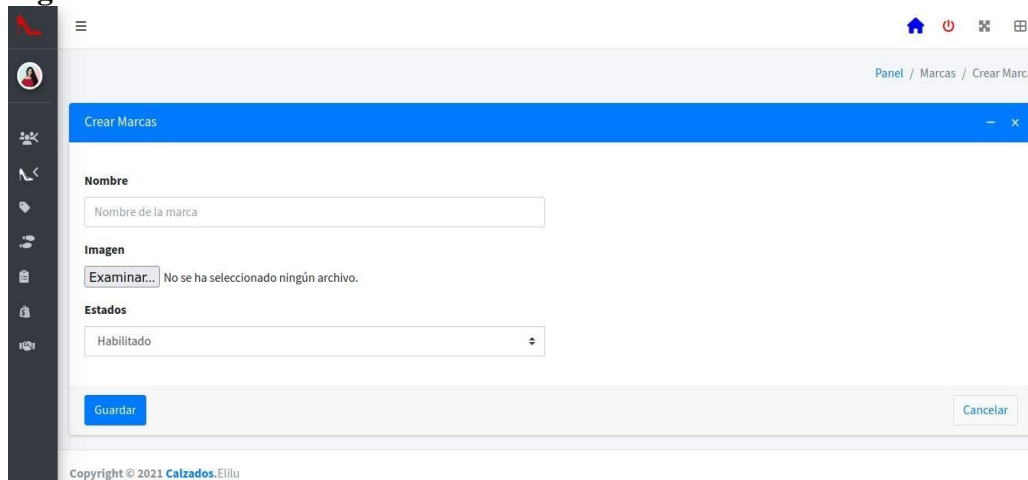 Panel / Marcas / Crear Marc
Crear Marcas
Nombre
Nombre de la marca
Imagen
Examinar... No se ha seleccionado ningún archivo.
Estados
Habilitado
Guardar
Cancelar
Copyright © 2021 Calzados.Elilu